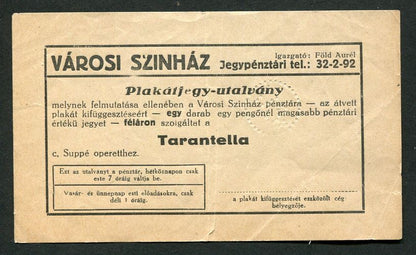 VÁROSI SZINHÁZ
Igazgató: Föld Aurél
Jegypénztári tel.: 32-2-92
Plakátjegy-utalvány
melynek felmutatása ellenében a Városi Szinház pénztára — az átvett
plakát kifüggesztéseért — egy darab egy pengőnél magasabb pénztári
értékű jegyet — féláron szolgáltat a
Tarantella
c. Suppé operetthez.
Ezt az utalványt a pénztár, hétköznapon csak
este 7 óráig váltja be.
Vasár- és ünnepnap esti előadásokra, csak
déli 1 óráig.
a plakát kifüggesztését eszközölt cég
bélyegzője.